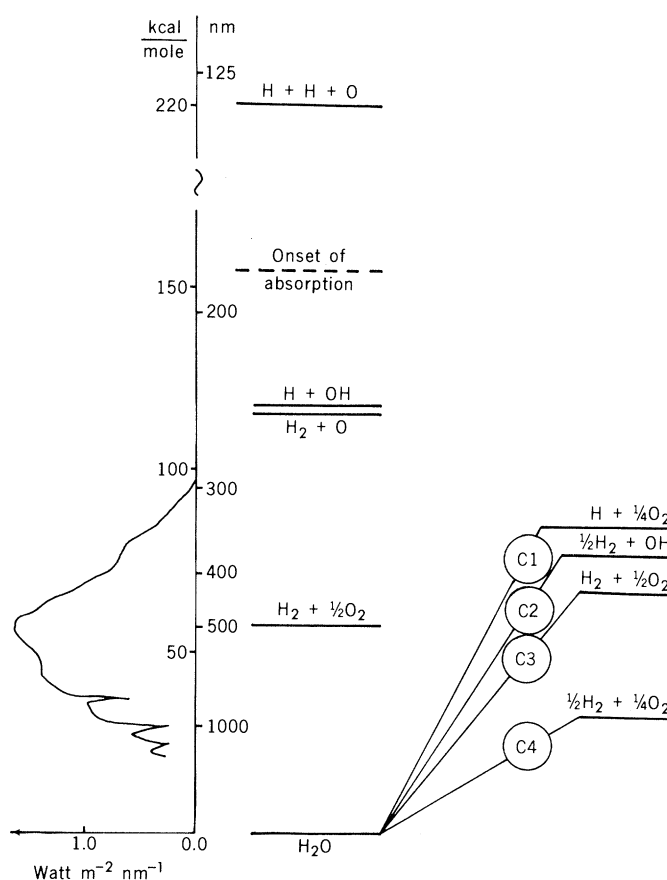 kcal
mole
nm
125
220
H + H + O
Onset of
absorption
150
200
H + OH
H₂ + O
100
300
H + ¼O₂
½H₂ + OH
C1
400
H₂ + ½O₂
H₂ + ½O₂
C2
500
50
C3
½H₂ + ¼O₂
1000
C4
1.0
0.0
H₂O
Watt m⁻² nm⁻¹